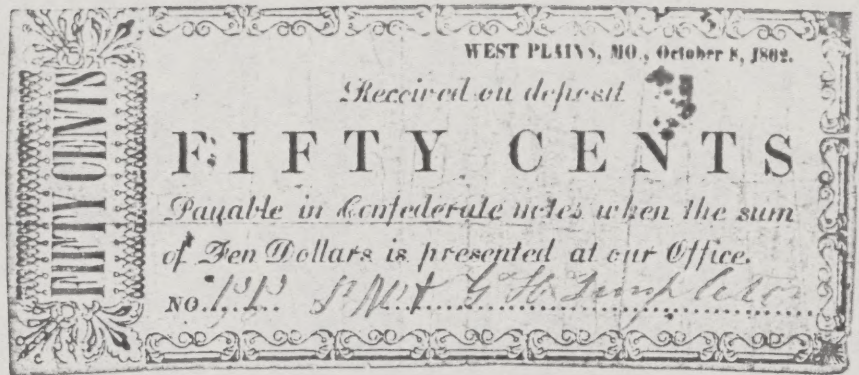 FIFTY CENTS
WEST PLAINS, MO., October 8, 1862.
Received on deposit
FIFTY CENTS
Payable in Confederate notes when the sum
of Ten Dollars is presented at our Office.
NO.